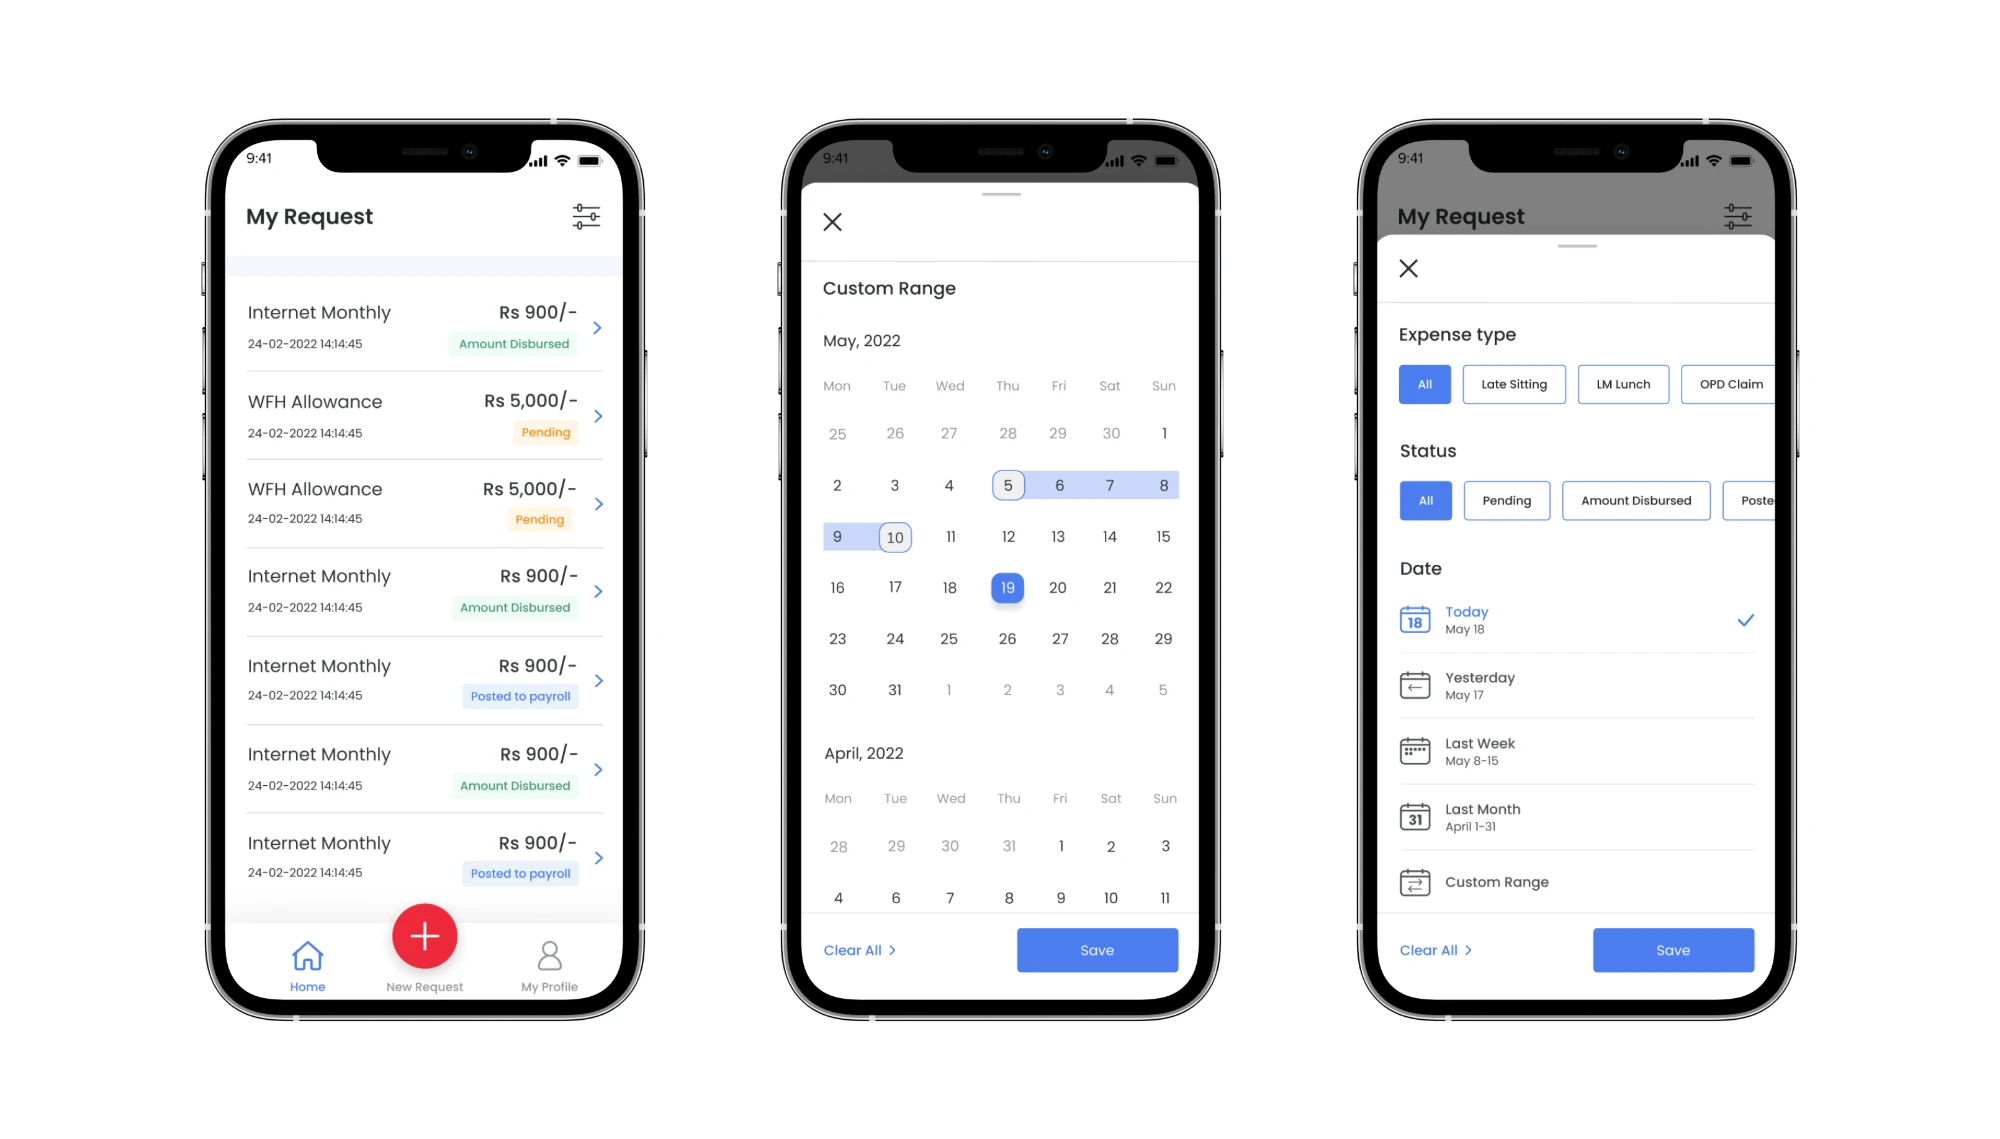 9:41
My Request
Internet Monthly Rs 900/-
24-02-2022 14:14:45 Amount Disbursed
WFH Allowance Rs 5,000/-
24-02-2022 14:14:45 Pending
WFH Allowance Rs 5,000/-
24-02-2022 14:14:45 Pending
Internet Monthly Rs 900/-
24-02-2022 14:14:45 Amount Disbursed
Internet Monthly Rs 900/-
24-02-2022 14:14:45 Posted to payroll
Internet Monthly Rs 900/-
24-02-2022 14:14:45 Amount Disbursed
Internet Monthly Rs 900/-
24-02-2022 14:14:45 Posted to payroll
Home New Request My Profile
9:41
Custom Range
May, 2022
Mon Tue Wed Thu Fri Sat Sun
25 26 27 28 29 30 1
2 3 4 5 6 7 8
9 10 11 12 13 14 15
16 17 18 19 20 21 22
23 24 25 26 27 28 29
30 31 1 2 3 4 5
April, 2022
Mon Tue Wed Thu Fri Sat Sun
28 29 30 31 1 2 3
4 6 7 8 9 10 11
Clear All > Save
9:41
My Request
Expense type
All Late Sitting LM Lunch OPD Claim
Status
All Pending Amount Disbursed Poste
Date
18 Today
May 18
Yesterday
May 17
Last Week
May 8-15
31 Last Month
April 1-31
Custom Range
Clear All > Save